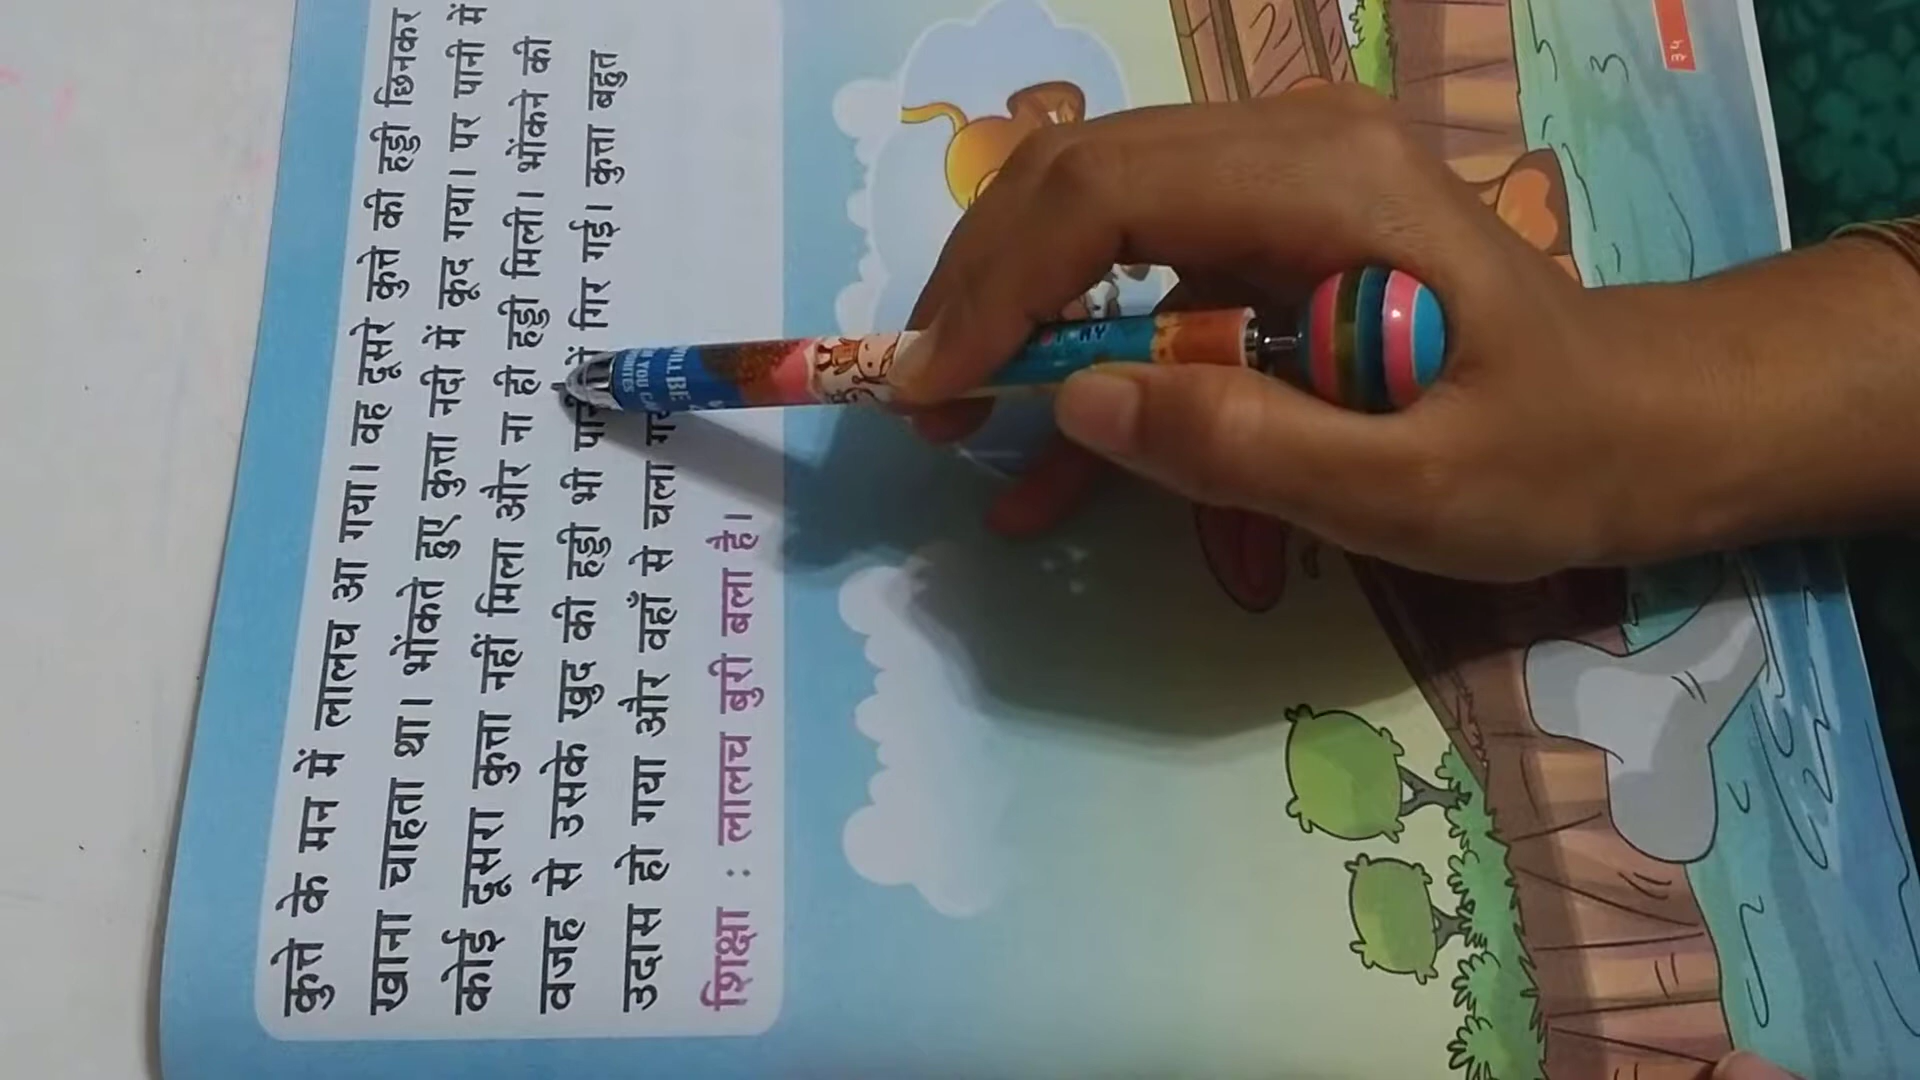 कुत्ते के मन में लालच आ गया। वह दूसरे कुत्ते की हड्डी छिनकर
खाना चाहता था। भोंकते हुए कुत्ता नदी में कूद गया। पर पानी में
कोई दूसरा कुत्ता नहीं मिला और ना ही हड्डी मिली। भोंकने की
वजह से उसके खुद की हड्डी भी में गिर गई। कुत्ता बहुत
उदास हो गया और वहाँ से चला
शिक्षा : लालच बुरी बला है।
३५